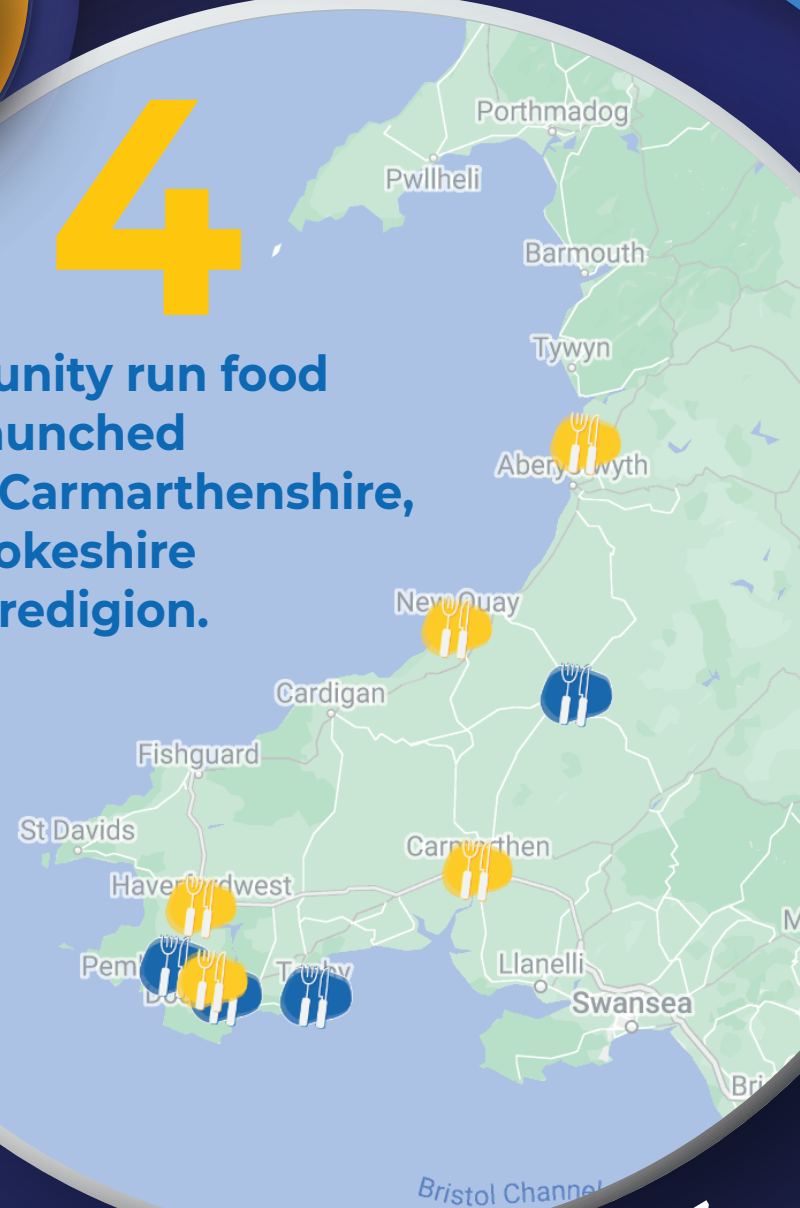 4
unity run food
unched
Carmarthenshire,
okeshire
redigion.
Porthmadog
Pwllheli
Barmouth
Tywyn
New Quay
Cardigan
Fishguard
St Davids
Llanelli
Swansea
Bri
Bristol Channel